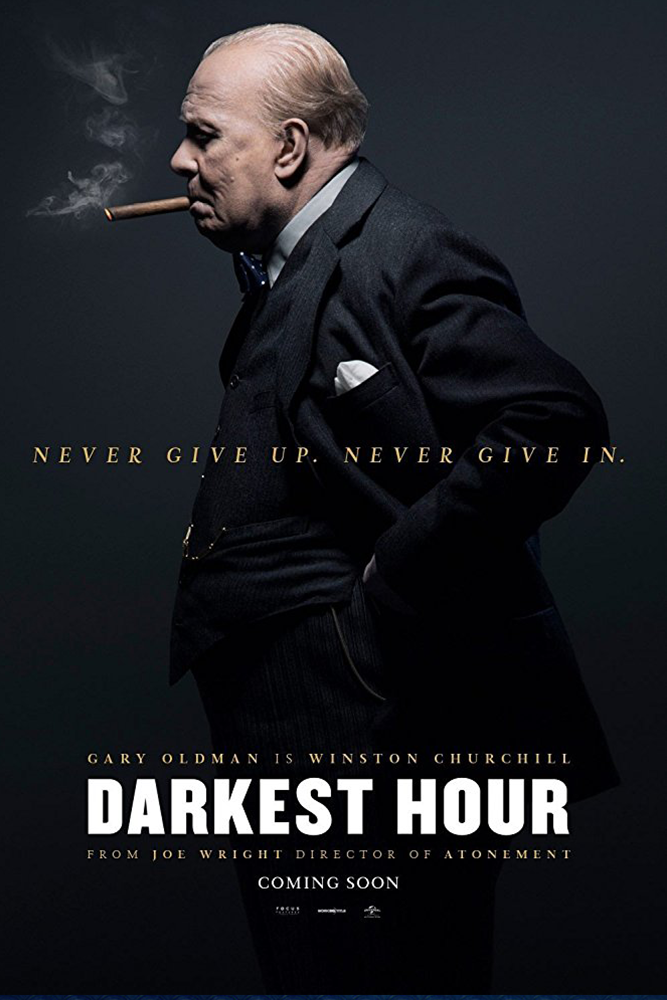 NEVER GIVE UP. NEVER GIVE IN.
GARY OLDMAN IS WINSTON CHURCHILL
DARKEST HOUR
FROM JOE WRIGHT DIRECTOR OF ATONEMENT
COMING SOON
FOCUS